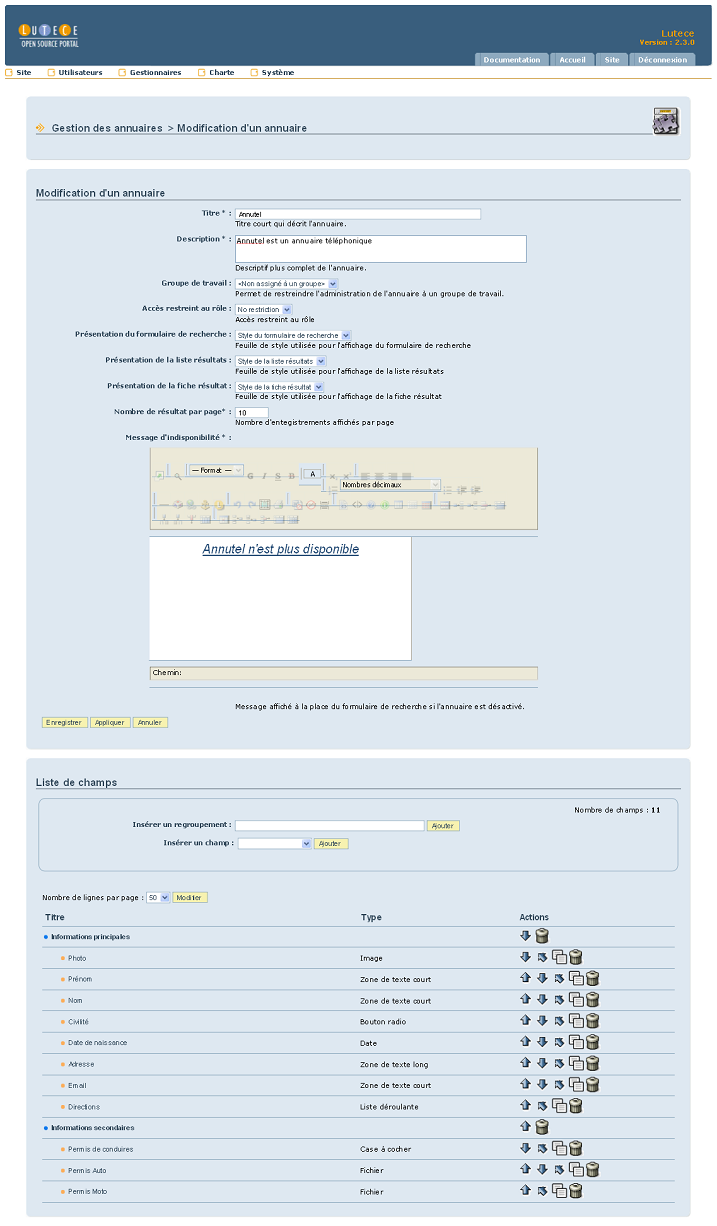 LUTECE
OPEN SOURCE PORTAL
Lutece
Version : 2.3.0
Documentation Accueil Site Déconnexion
Site Utilisateurs Gestionnaires Charte Système
Gestion des annuaires > Modification d'un annuaire
Modification d'un annuaire
Titre * : Annutel
Titre court qui décrit l'annuaire.
Description * : Annutel est un annuaire téléphonique
Descriptif plus complet de l'annuaire.
Groupe de travail : <Non assigné à un groupe>
Permet de restreindre l'administration de l'annuaire à un groupe de travail.
Accès restreint au rôle : No restriction
Accès restreint au rôle
Présentation du formulaire de recherche : Style du formulaire de recherche
Feuille de style utilisée pour l'affichage du formulaire de recherche
Présentation de la liste résultats : Style de la liste résultats
Feuille de style utilisée pour l'affichage de la liste résultats
Présentation de la fiche résultat : Style de la fiche résultat
Feuille de style utilisée pour l'affichage de la fiche résultat
Nombre de résultat par page* : 10
Nombre d'entegistrements affichés par page
Message d'indisponibilité * :
— Format — G I S B A
Nombres décimaux
Annutel n'est plus disponible
Chemin:
Message affiché à la place du formulaire de recherche si l'annuaire est désactivé.
Enregistrer Appliquer Annuler
Liste de champs
Nombre de champs : 11
Insérer un regroupement : Ajouter
Insérer un champ : Ajouter
Nombre de lignes par page : 50 Modifier
Titre Type Actions
Informations principales
Photo Image
Prénom Zone de texte court
Nom Zone de texte court
Civilité Bouton radio
Date de naissance Date
Adresse Zone de texte long
Email Zone de texte court
Directions Liste déroulante
Informations secondaires
Permis de conduires Case à cocher
Permis Auto Fichier
Permis Moto Fichier